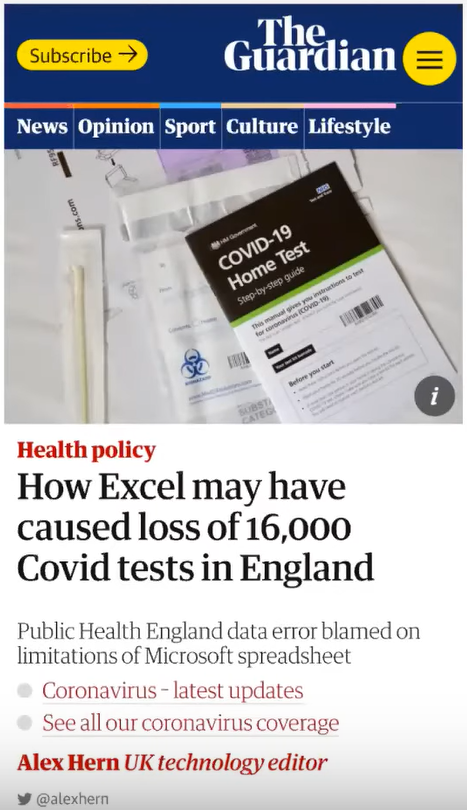 Subscribe →
The
Guardian
News Opinion Sport Culture Lifestyle
HM Government
NHS
COVID-19
Home Test
Step-by-step guide
This manual gives you instructions to test
for coronavirus (COVID-19)
Name
Before you start
BIOHAZARD
i
Health policy
How Excel may have
caused loss of 16,000
Covid tests in England
Public Health England data error blamed on
limitations of Microsoft spreadsheet
Coronavirus – latest updates
See all our coronavirus coverage
Alex Hern UK technology editor
@alexhern